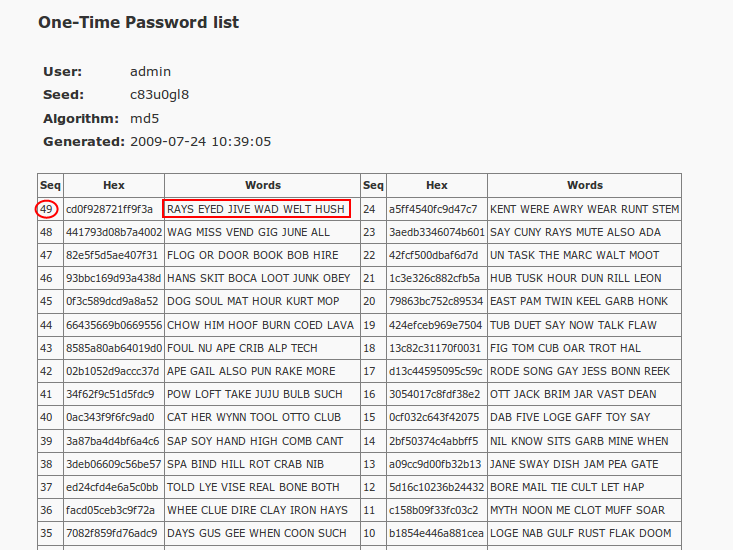 One-Time Password list
User: admin
Seed: c83u0gl8
Algorithm: md5
Generated: 2009-07-24 10:39:05
Seq Hex Words Seq Hex Words
49 cd0f928721ff9f3a RAYS EYED JIVE WAD WELT HUSH 24 a5ff4540fc9d47c7 KENT WERE AWRY WEAR RUNT STEM
48 441793d08b7a4002 WAG MISS VEND GIG JUNE ALL 23 3aedb3346074b601 SAY CUNY RAYS MUTE ALSO ADA
47 82e5f5d5ae407f31 FLOG OR DOOR BOOK BOB HIRE 22 42fcf500dbaf6d7d UN TASK THE MARC WALT MOOT
46 93bbc169d93a438d HANS SKIT BOCA LOOT JUNK OBEY 21 1c3e326c882cfb5a HUB TUSK HOUR DUN RILL LEON
45 0f3c589dcd9a8a52 DOG SOUL MAT HOUR KURT MOP 20 79863bc752c89534 EAST PAM TWIN KEEL GARB HONK
44 66435669b0669556 CHOW HIM HOOF BURN COED LAVA 19 424efceb969e7504 TUB DUET SAY NOW TALK FLAW
43 8585a80ab64019d0 FOUL NU APE CRIB ALP TECH 18 13c82c31170f0031 FIG TOM CUB OAR TROT HAL
42 02b1052d9accc37d APE GAIL ALSO PUN RAKE MORE 17 d13c44595095c59c RODE SONG GAY JESS BONN REEK
41 34f62f9c51d5fdc9 POW LOFT TAKE JUJU BULB SUCH 16 3054017c8fdf38e2 OTT JACK BRIM JAR VAST DEAN
40 0ac343f9f6fc9ad0 CAT HER WYNN TOOL OTTO CLUB 15 0cf032c643f42075 DAB FIVE LOGE GAFF TOY SAY
39 3a87ba4d4bf6a4c6 SAP SOY HAND HIGH COMB CANT 14 2bf50374c4abbff5 NIL KNOW SITS GARB MINE WHEN
38 3deb06609c56be57 SPA BIND HILL ROT CRAB NIB 13 a09cc9d00fb32b13 JANE SWAY DISH JAM PEA GATE
37 ed24cfd4e6a5c0bb TOLD LYE VISE REAL BONE BOTH 12 5d16c10236b24432 BORE MAIL TIE CULT LET HAP
36 facd05ceb3c9f72a WHEE CLUE DIRE CLAY IRON HAYS 11 c158b09f33fc03c2 MYTH NOON ME CLOT MUFF SOAR
35 7082f859fd76adc9 DAYS GUS GEE WHEN COON SUCH 10 b1854e446a881cea LOGE NAB GULF RUST FLAK DOOM